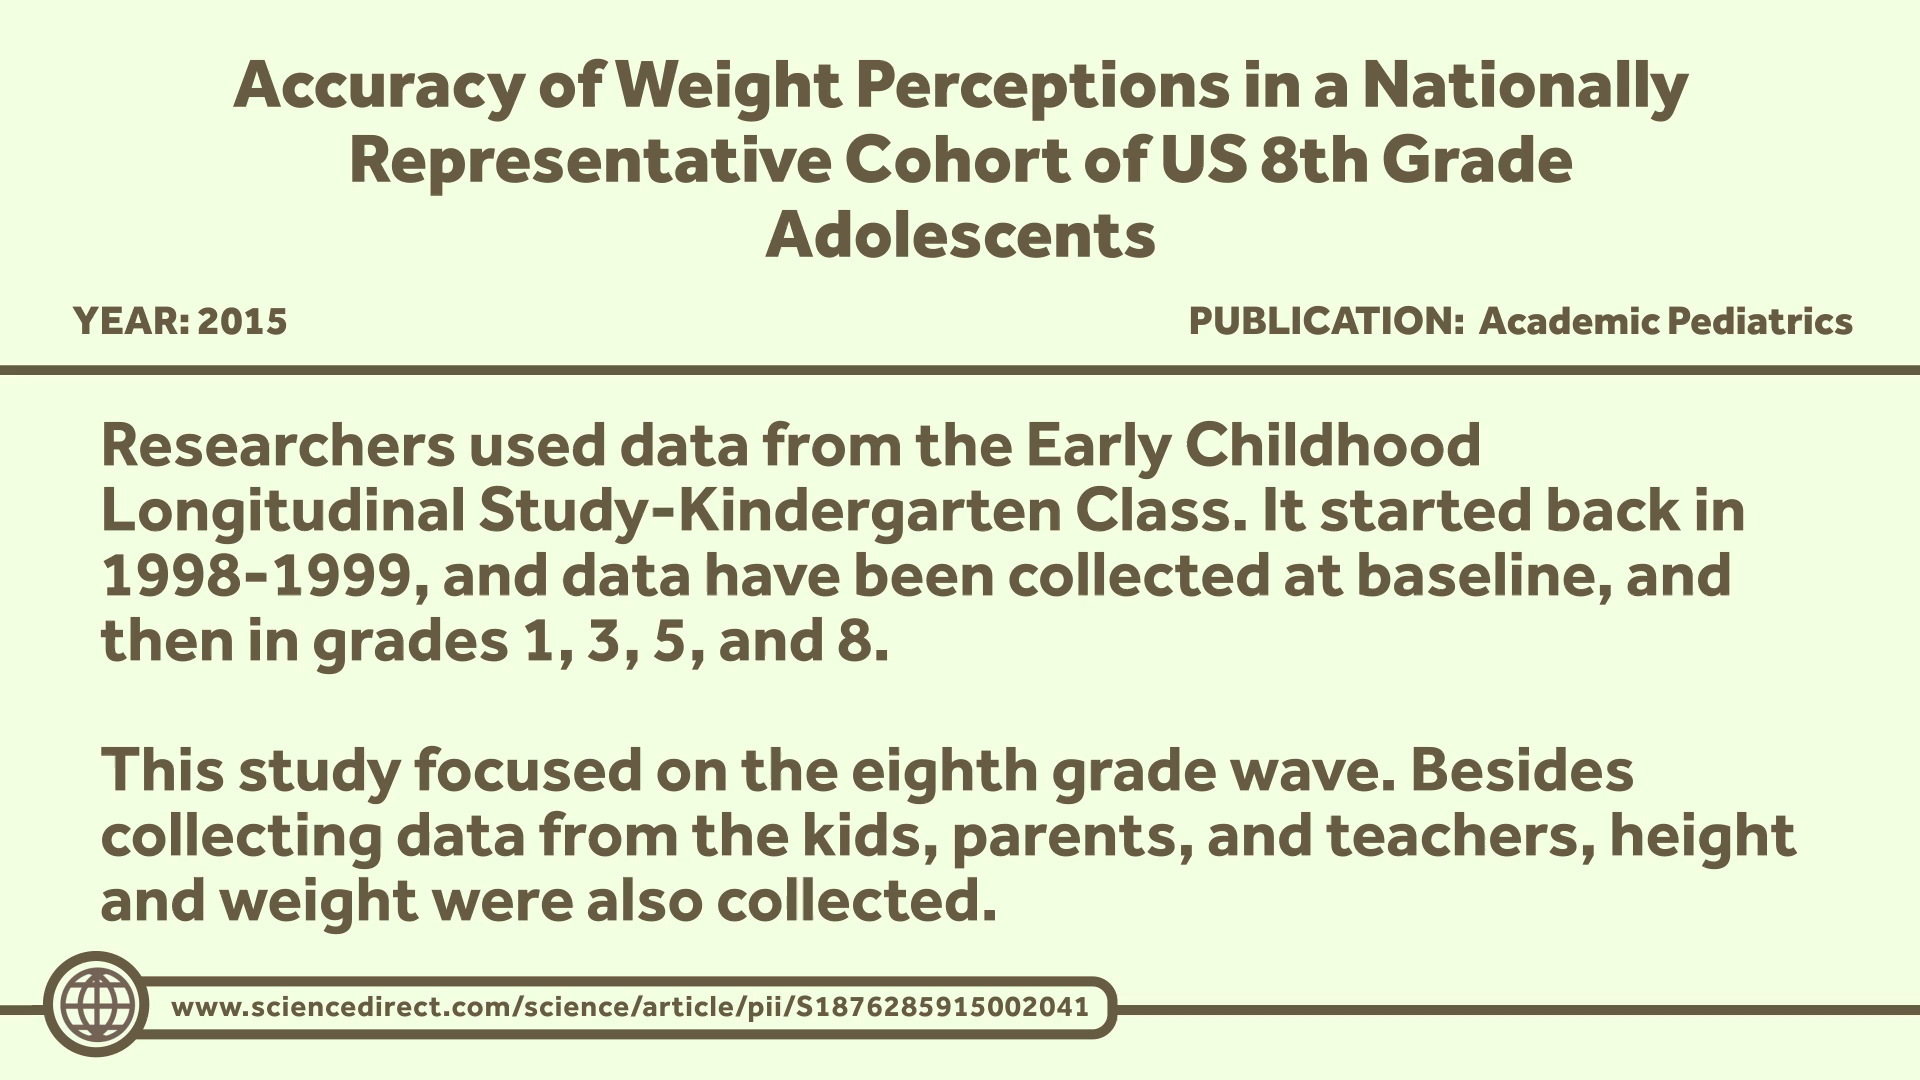 Accuracy of Weight Perceptions in a Nationally
Representative Cohort of US 8th Grade
Adolescents
YEAR: 2015
PUBLICATION: Academic Pediatrics
Researchers used data from the Early Childhood
Longitudinal Study-Kindergarten Class. It started back in
1998-1999, and data have been collected at baseline, and
then in grades 1, 3, 5, and 8.
This study focused on the eighth grade wave. Besides
collecting data from the kids, parents, and teachers, height
and weight were also collected.
www.sciencedirect.com/science/article/pii/S1876285915002041